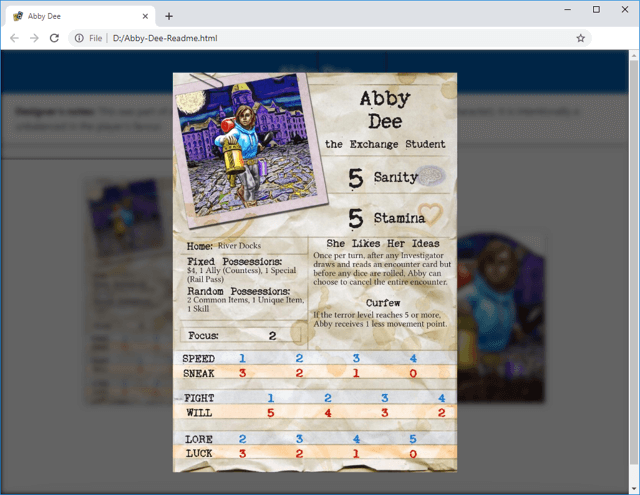 Abby Dee
File
D:/Abby-Dee-Readme.html
Abby
Dee
the Exchange Student
5 Sanity
5 Stamina
Home: River Docks
Fixed Possessions:
$4, 1 Ally (Countess), 1 Special
(Rail Pass)
Random Possessions:
2 Common Items, 1 Unique Item,
1 Skill
Focus: 2
She Likes Her Ideas
Once per turn, after any Investigator
draws and reads an encounter card but
before any dice are rolled. Abby can
choose to cancel the entire encounter.
Curfew
If the terror level reaches 5 or more,
Abby receives 1 less movement point.
SPEED 1 2 3 4
SNEAK 3 2 1 0
FIGHT 1 2 3 4
WILL 5 4 3 2
LORE 2 3 4 5
LUCK 3 2 1 0